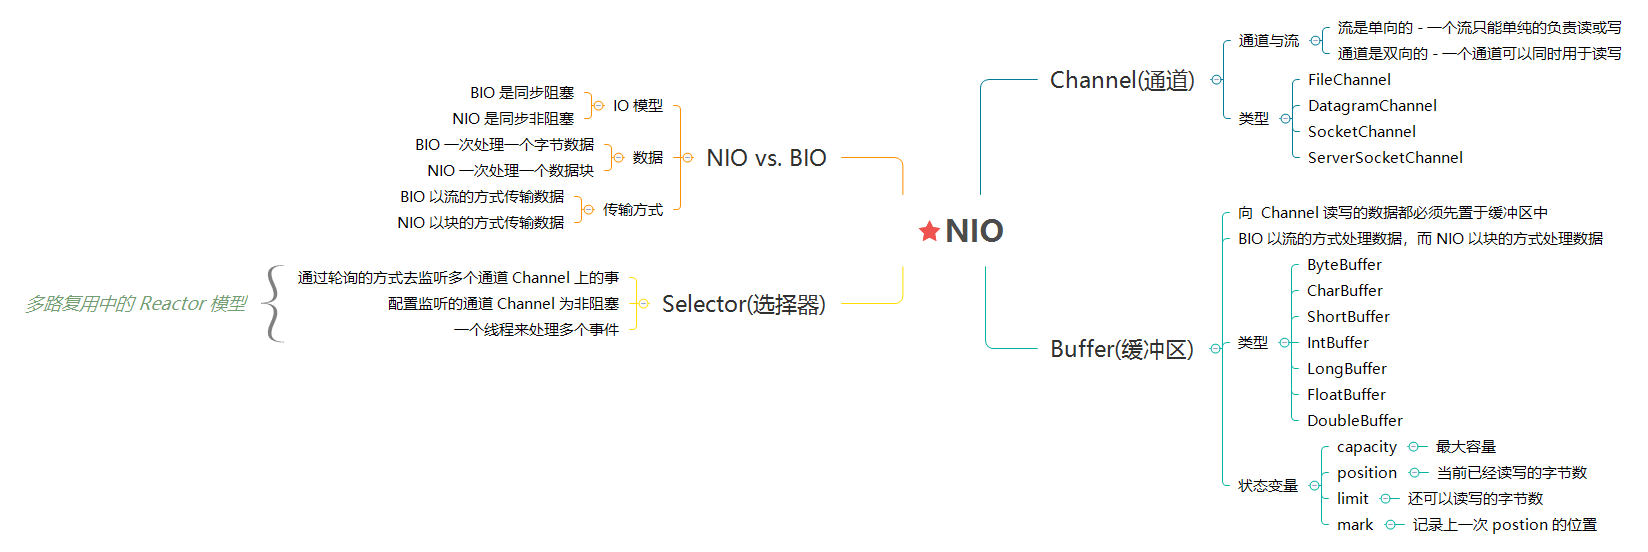 NIO
NIO vs. BIO
IO 模型
BIO 是同步阻塞
NIO 是同步非阻塞
数据
BIO 一次处理一个字节数据
NIO 一次处理一个数据块
传输方式
BIO 以流的方式传输数据
NIO 以块的方式传输数据
Selector(选择器)
通过轮询的方式去监听多个通道 Channel 上的事
配置监听的通道 Channel 为非阻塞
一个线程来处理多个事件
多路复用中的 Reactor 模型
Channel(通道)
通道与流
流是单向的 - 一个流只能单纯的负责读或写
通道是双向的 - 一个通道可以同时用于读写
类型
FileChannel
DatagramChannel
SocketChannel
ServerSocketChannel
Buffer(缓冲区)
向 Channel 读写的数据都必须先置于缓冲区中
BIO 以流的方式处理数据，而 NIO 以块的方式处理数据
类型
ByteBuffer
CharBuffer
ShortBuffer
IntBuffer
LongBuffer
FloatBuffer
DoubleBuffer
状态变量
capacity
最大容量
position
当前已经读写的字节数
limit
还可以读写的字节数
mark
记录上一次 postion 的位置